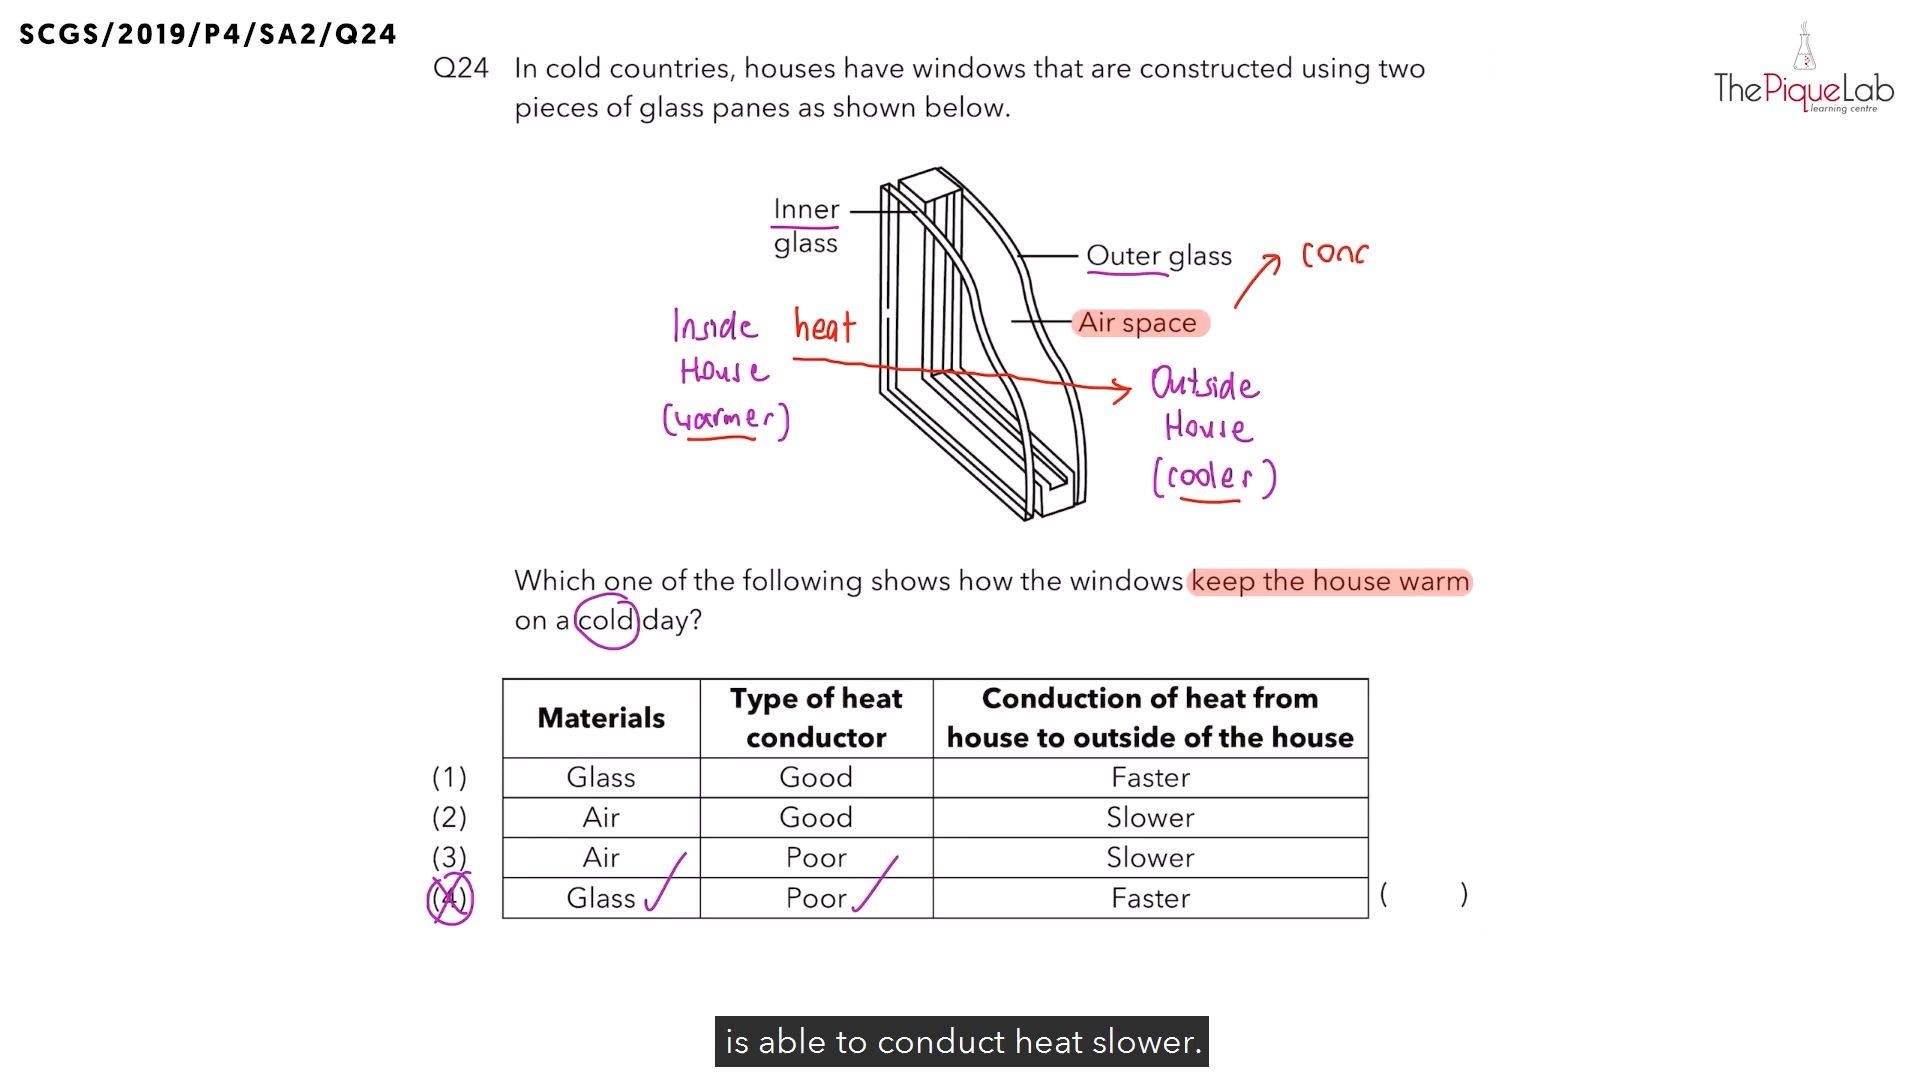 SCGS/2019/P4/SA2/Q24
ThePiqueLab
learning centre
Q24 In cold countries, houses have windows that are constructed using two
pieces of glass panes as shown below.
Inner
glass
Outer glass
conc
Air space
Inside
House
(warmer)
heat
Outside
House
(cooler)
Which one of the following shows how the windows keep the house warm
on a cold day?
Materials Type of heat conductor Conduction of heat from house to outside of the house
(1) Glass Good Faster
(2) Air Good Slower
(3) Air Poor Slower
(4) Glass Poor Faster ( )
is able to conduct heat slower.